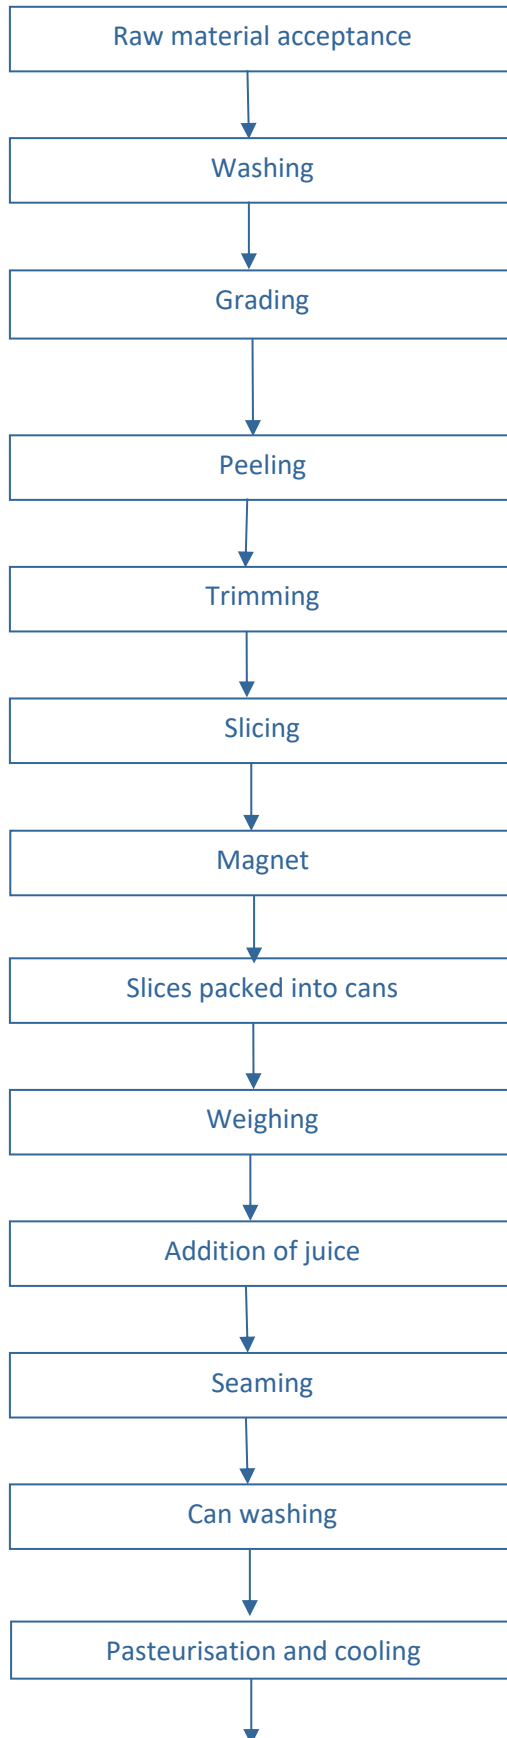 Raw material acceptance
Washing
Grading
Peeling
Trimming
Slicing
Magnet
Slices packed into cans
Weighing
Addition of juice
Seaming
Can washing
Pasteurisation and cooling